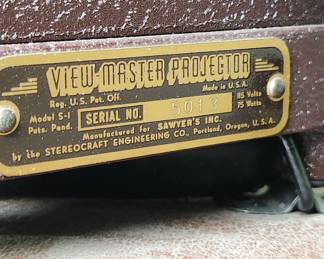 VIEW-MASTER PROJECTOR
Reg. U.S. Pat. Off. Made in U.S.A.
Model S-1 SERIAL NO. 5013 115 Volts
Pats. Pend. 75 Watts
Manufactured for SAWYER'S INC.
by the STEREOCRAFT ENGINEERING CO. Portland, Oregon, U.S.A.